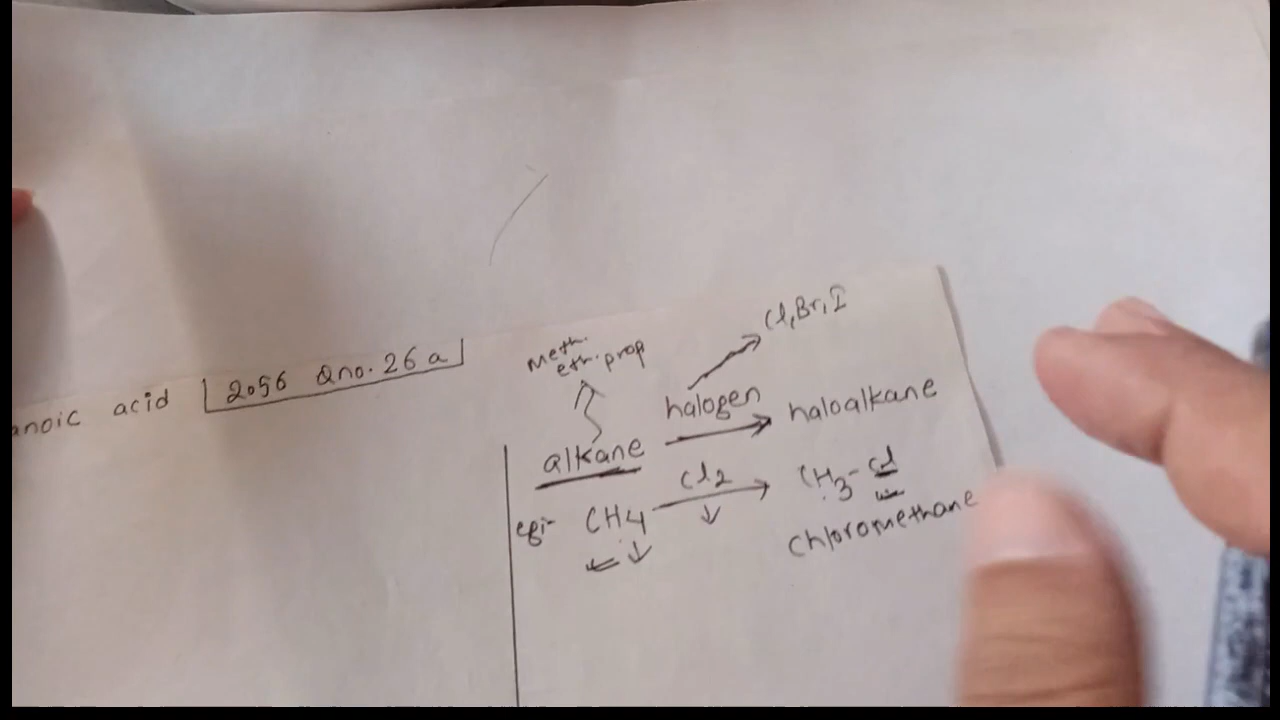 anoic acid 2056 Qno. 26 a
meth.
eth. prop
Cl, Br, I
alkane halogen haloalkane
eg:- CH4 Cl2 CH3-Cl
chloromethane